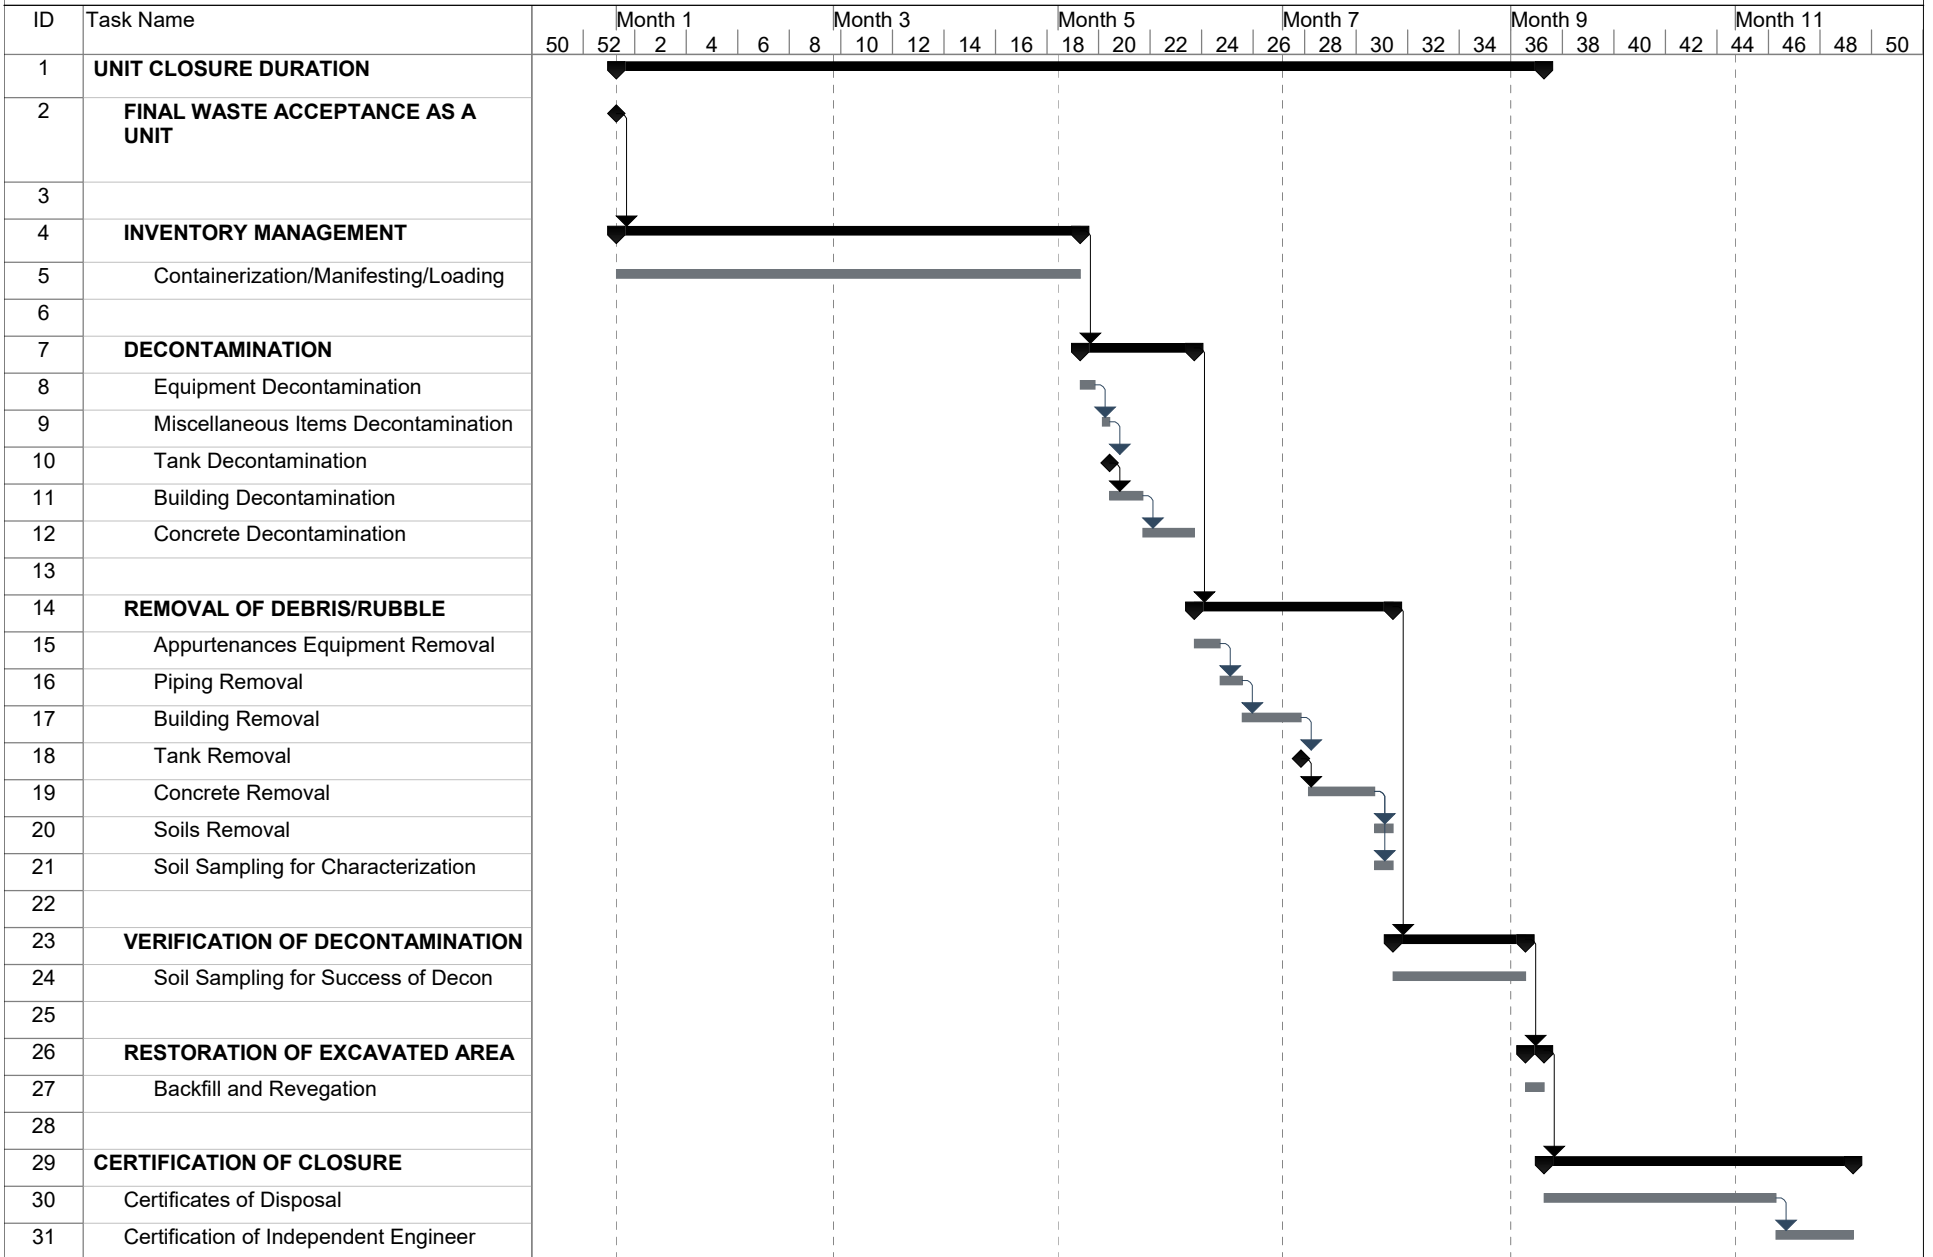 ID Task Name Month 1 Month 3 Month 5 Month 7 Month 9 Month 11
50 52 2 4 6 8 10 12 14 16 18 20 22 24 26 28 30 32 34 36 38 40 42 44 46 48 50
1 UNIT CLOSURE DURATION
2 FINAL WASTE ACCEPTANCE AS A
UNIT
3
4 INVENTORY MANAGEMENT
5 Containerization/Manifesting/Loading
6
7 DECONTAMINATION
8 Equipment Decontamination
9 Miscellaneous Items Decontamination
10 Tank Decontamination
11 Building Decontamination
12 Concrete Decontamination
13
14 REMOVAL OF DEBRIS/RUBBLE
15 Appurtenances Equipment Removal
16 Piping Removal
17 Building Removal
18 Tank Removal
19 Concrete Removal
20 Soils Removal
21 Soil Sampling for Characterization
22
23 VERIFICATION OF DECONTAMINATION
24 Soil Sampling for Success of Decon
25
26 RESTORATION OF EXCAVATED AREA
27 Backfill and Revegation
28
29 CERTIFICATION OF CLOSURE
30 Certificates of Disposal
31 Certification of Independent Engineer